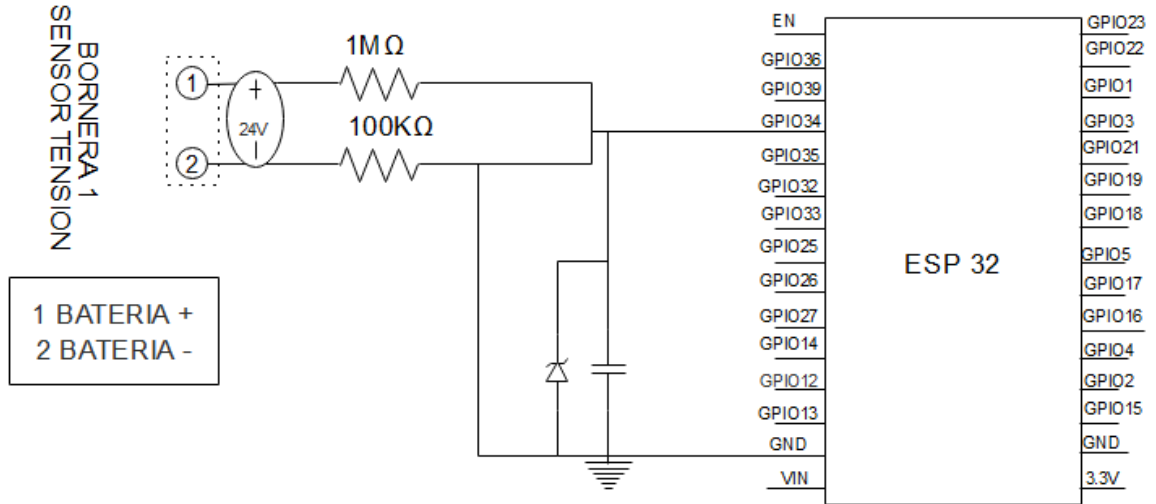 BORNERA 1
SENSOR TENSION
1
2
+
24V
−
1MΩ
100KΩ
1 BATERIA +
2 BATERIA -
EN
GPIO36
GPIO39
GPIO34
GPIO35
GPIO32
GPIO33
GPIO25
GPIO26
GPIO27
GPIO14
GPIO12
GPIO13
GND
VIN
ESP 32
GPIO23
GPIO22
GPIO1
GPIO3
GPIO21
GPIO19
GPIO18
GPIO5
GPIO17
GPIO16
GPIO4
GPIO2
GPIO15
GND
3.3V